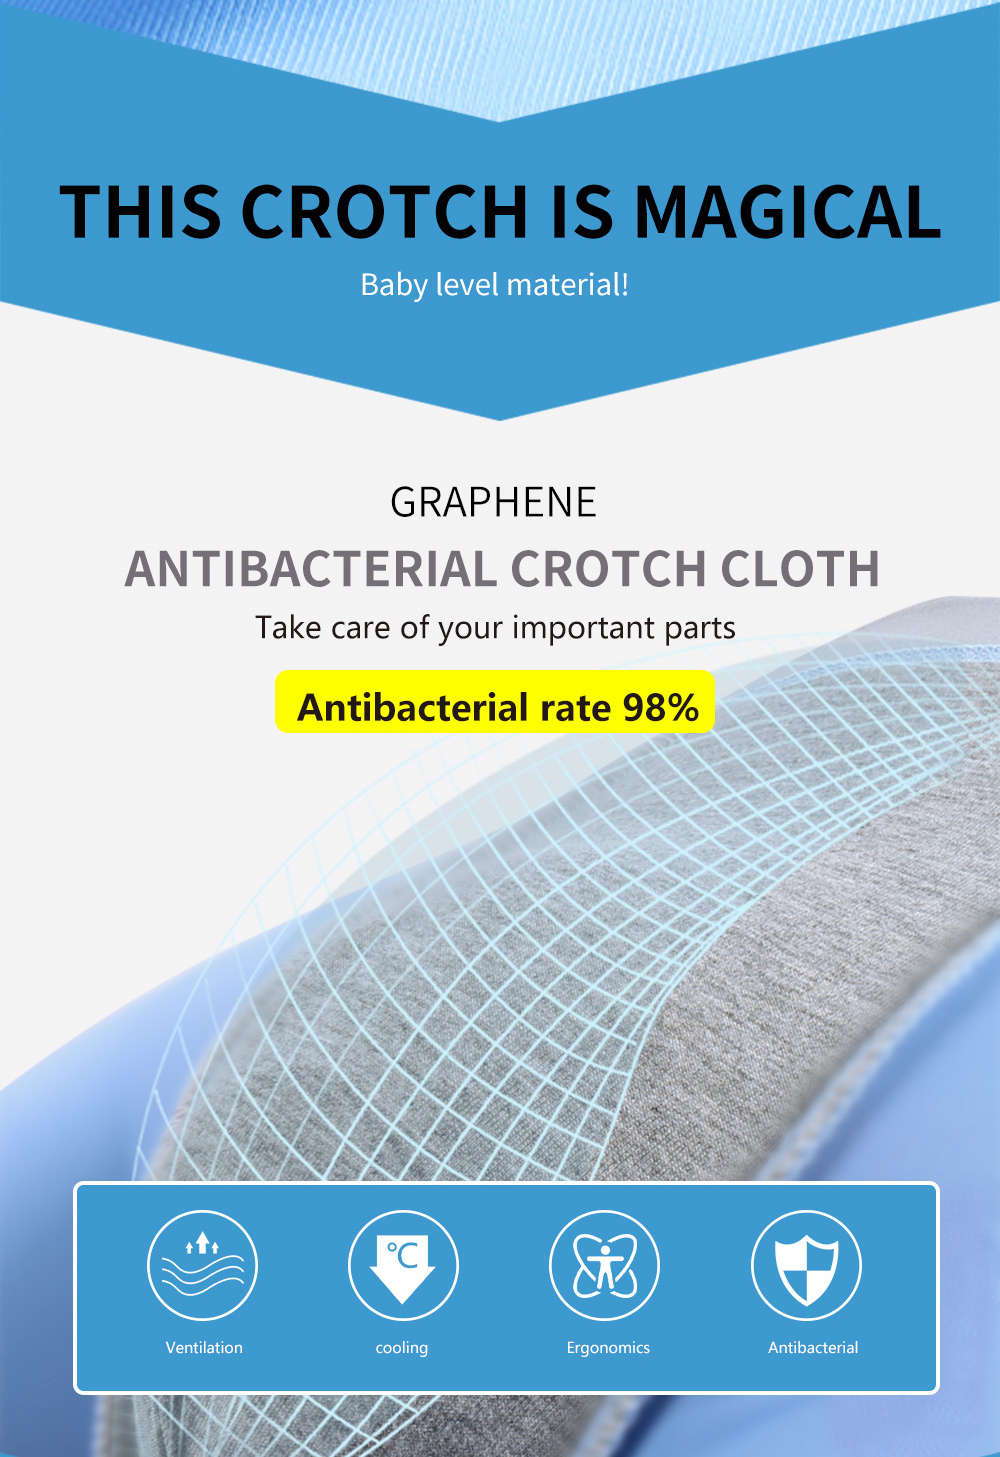 THIS CROTCH IS MAGICAL
Baby level material!
GRAPHENE
ANTIBACTERIAL CROTCH CLOTH
Take care of your important parts
Antibacterial rate 98%
°C
Ventilation
cooling
Ergonomics
Antibacterial